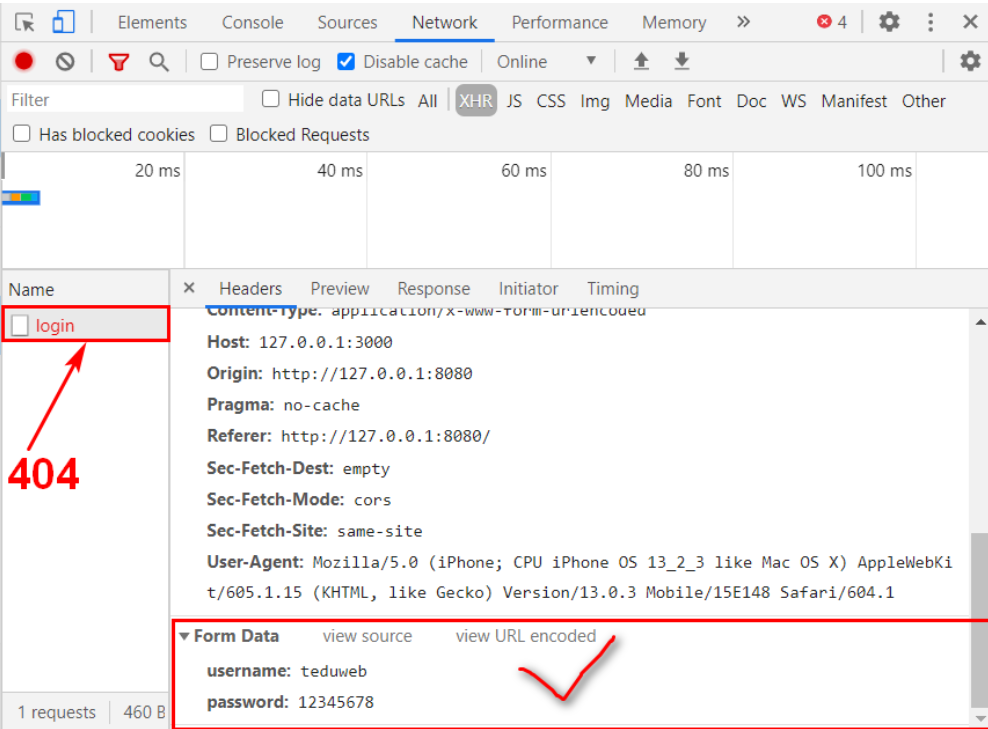 Elements Console Sources Network Performance Memory » 4
Preserve log Disable cache Online
Filter Hide data URLs All XHR JS CSS Img Media Font Doc WS Manifest Other
Has blocked cookies Blocked Requests
20 ms 40 ms 60 ms 80 ms 100 ms
Name × Headers Preview Response Initiator Timing
login
404
Content-Type: application/x-www-form-urlencoded
Host: 127.0.0.1:3000
Origin: http://127.0.0.1:8080
Pragma: no-cache
Referer: http://127.0.0.1:8080/
Sec-Fetch-Dest: empty
Sec-Fetch-Mode: cors
Sec-Fetch-Site: same-site
User-Agent: Mozilla/5.0 (iPhone; CPU iPhone OS 13_2_3 like Mac OS X) AppleWebKi
t/605.1.15 (KHTML, like Gecko) Version/13.0.3 Mobile/15E148 Safari/604.1
Form Data view source view URL encoded
username: teduweb
password: 12345678
1 requests 460 B